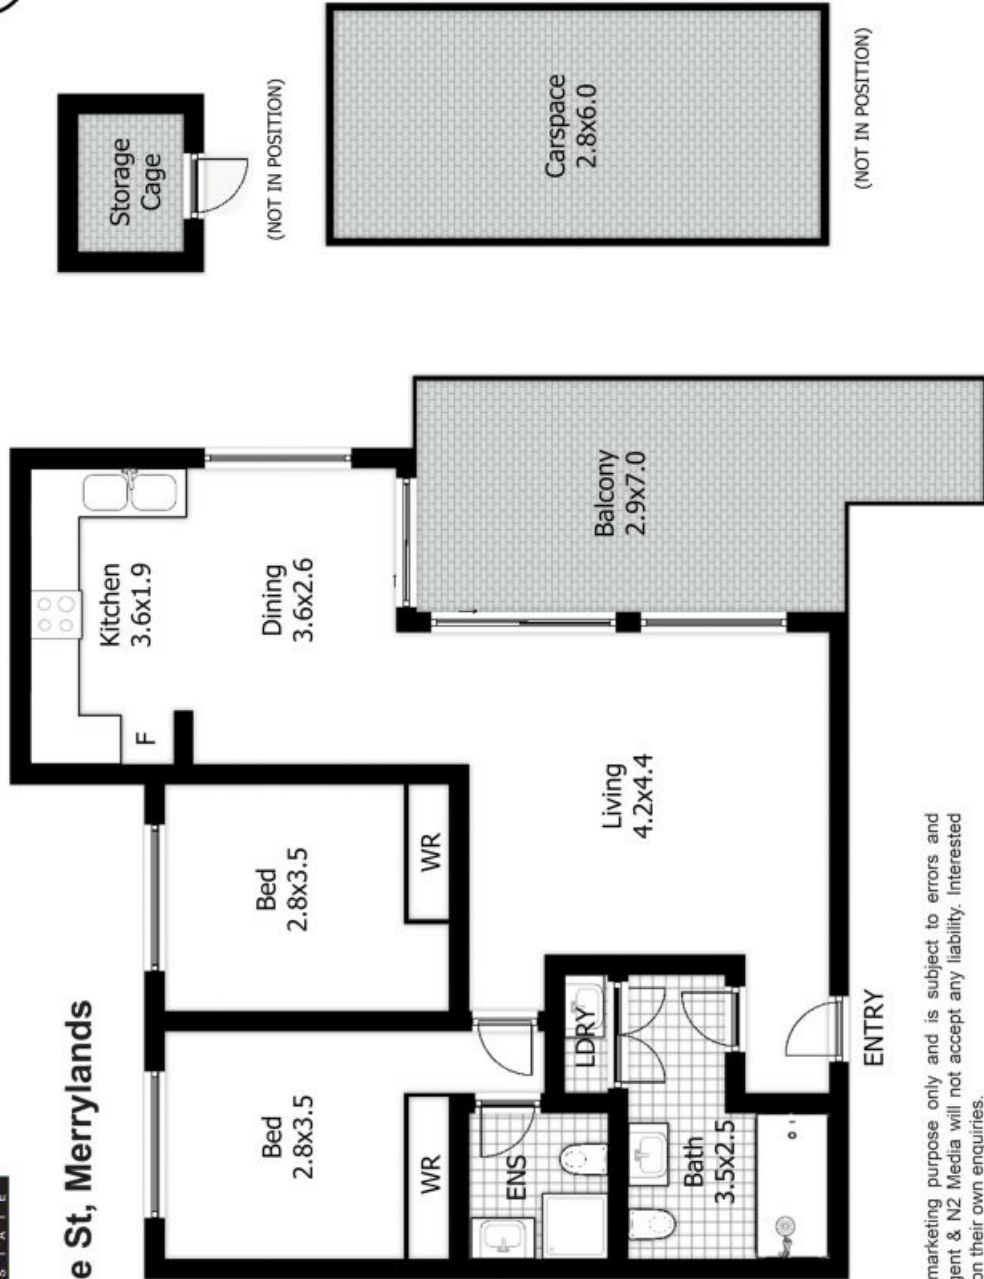 S T A T E
e St, Merrylands
Storage
Cage
(NOT IN POSITION)
Carspace
2.8x6.0
(NOT IN POSITION)
Kitchen
3.6x1.9
F
Dining
3.6x2.6
Balcony
2.9x7.0
Bed
2.8x3.5
WR
Living
4.2x4.4
Bed
2.8x3.5
WR
ENS
LDRY
Bath
3.5x2.5
ENTRY
marketing purpose only and is subject to errors and
ent & N2 Media will not accept any liability. Interested
on their own enquiries.